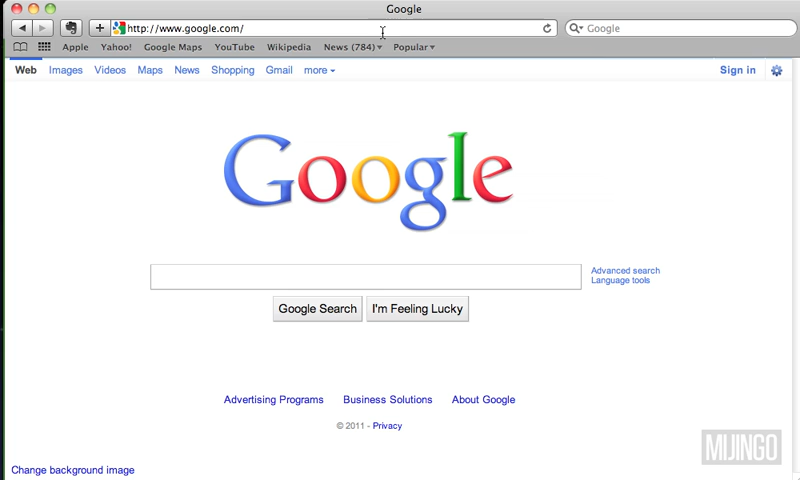 Google
http://www.google.com/
Google
Apple Yahoo! Google Maps YouTube Wikipedia News (784) Popular
Web Images Videos Maps News Shopping Gmail more Sign in
Google
Advanced search
Language tools
Google Search I'm Feeling Lucky
Advertising Programs Business Solutions About Google
© 2011 - Privacy
MIJINGO
Change background image